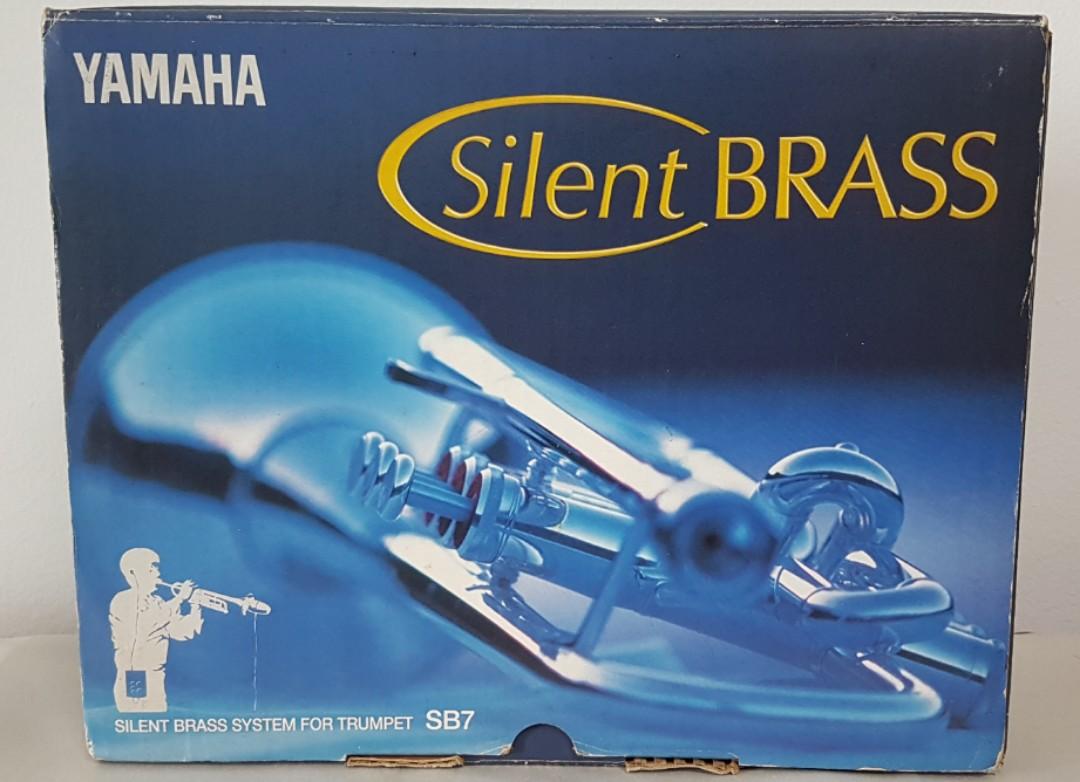 YAMAHA
Silent BRASS
SILENT BRASS SYSTEM FOR TRUMPET SB7